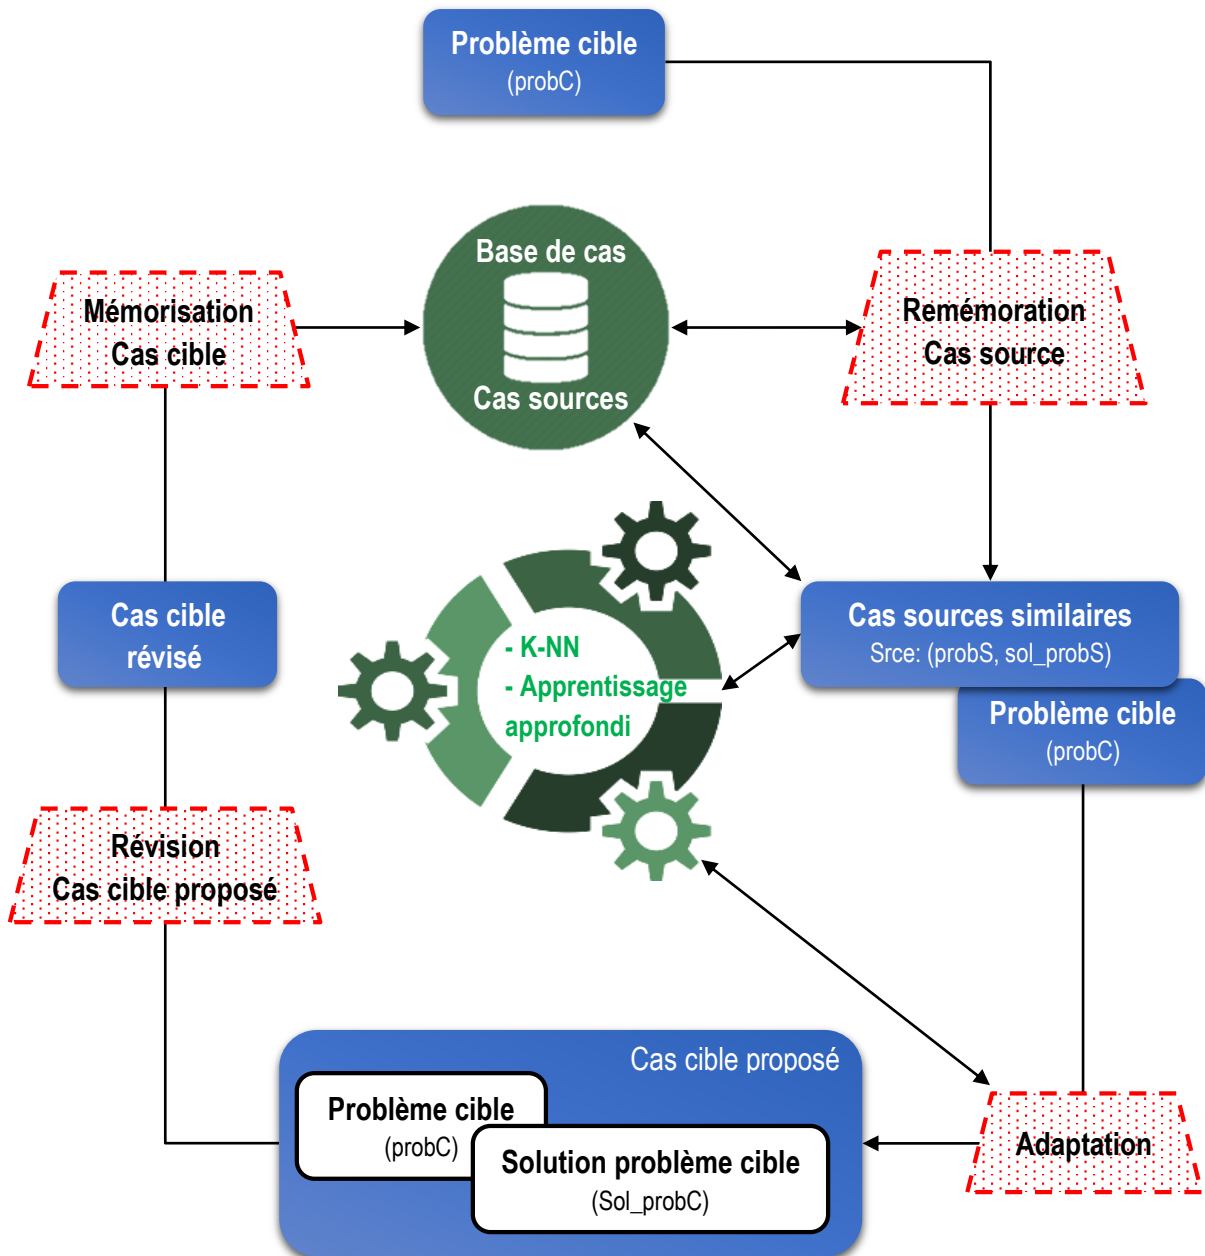 Problème cible
(probC)
Base de cas
Cas sources
Mémorisation
Cas cible
Remémoration
Cas source
Cas cible
révisé
- K-NN
- Apprentissage
approfondi
Cas sources similaires
Srce: (probS, sol_probS)
Problème cible
(probC)
Révision
Cas cible proposé
Cas cible proposé
Problème cible
(probC)
Solution problème cible
(Sol_probC)
Adaptation